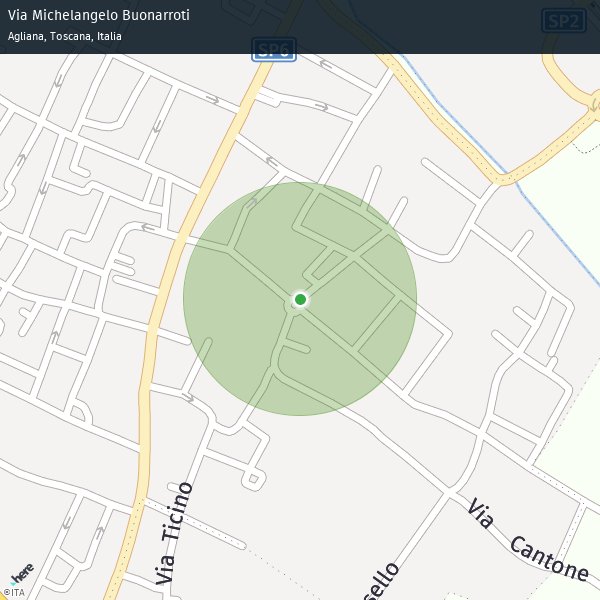 Via Michelangelo Buonarroti
Agliana, Toscana, Italia
SP2
SP6
Via Ticino
Via Cantone
sello
here
©ITA